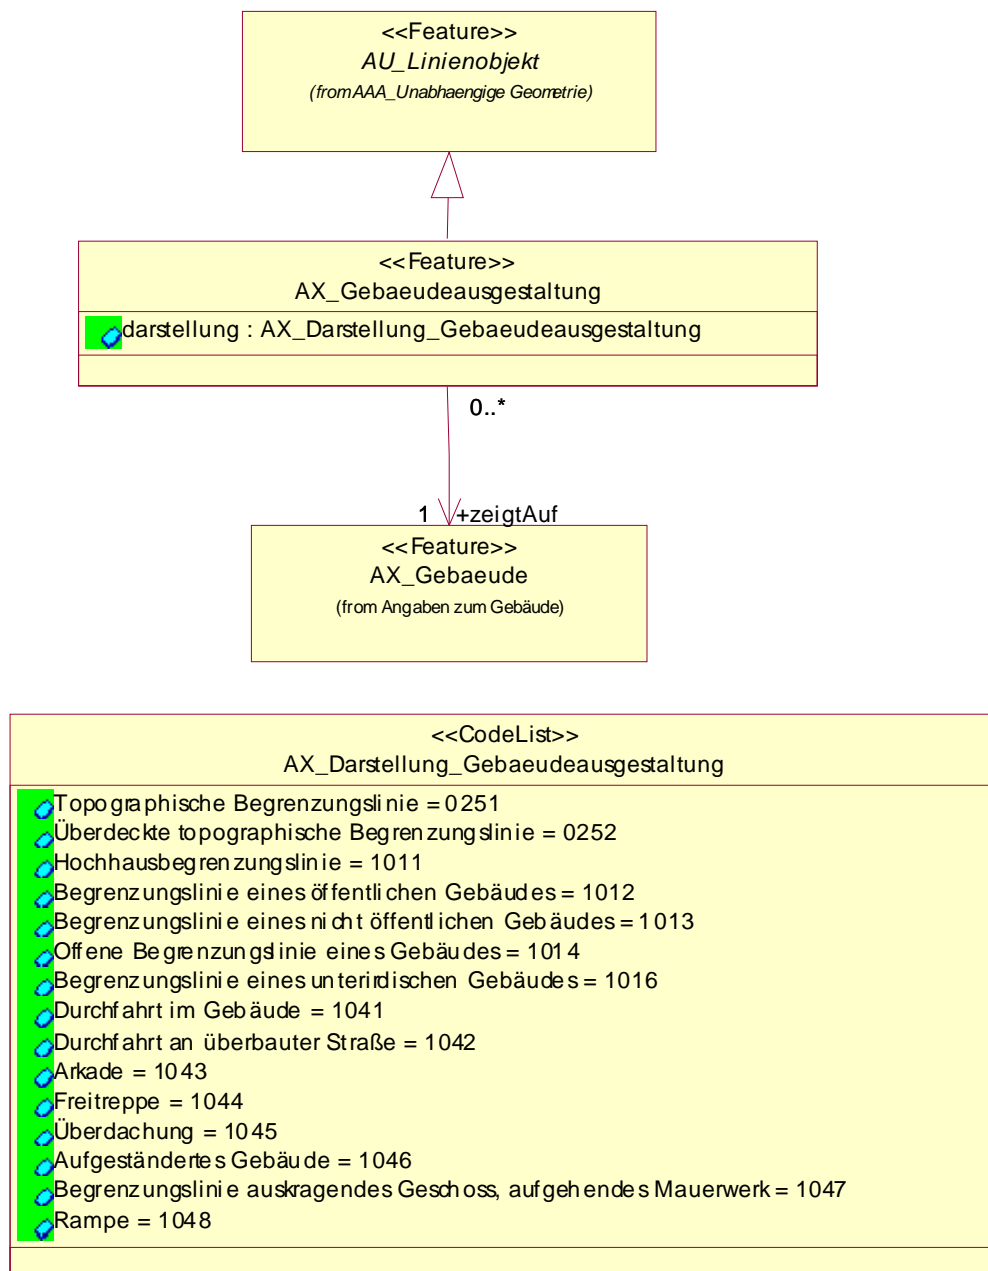 <<Feature>>
AU_Linienobjekt
(from AAA_Unabhaengige Geometrie)
<<Feature>>
AX_Gebaeudeausgestaltung
darstellung : AX_Darstellung_Gebaeudeausgestaltung
0..*
1 +zeigtAuf
<<Feature>>
AX_Gebaeude
(from Angaben zum Gebäude)
<<CodeList>>
AX_Darstellung_Gebaeudeausgestaltung
Topographische Begrenzungslinie = 0251
Überdeckte topographische Begrenzungslinie = 0252
Hochhausbegrenzungslinie = 1011
Begrenzungslinie eines öffentlichen Gebäudes = 1012
Begrenzungslinie eines nicht öffentlichen Gebäudes = 1013
Offene Begrenzungslinie eines Gebäudes = 1014
Begrenzungslinie eines unterirdischen Gebäudes = 1016
Durchfahrt im Gebäude = 1041
Durchfahrt an überbauter Straße = 1042
Arkade = 1043
Freitreppe = 1044
Überdachung = 1045
Aufgeständertes Gebäude = 1046
Begrenzungslinie auskragendes Geschoss, aufgehendes Mauerwerk = 1047
Rampe = 1048